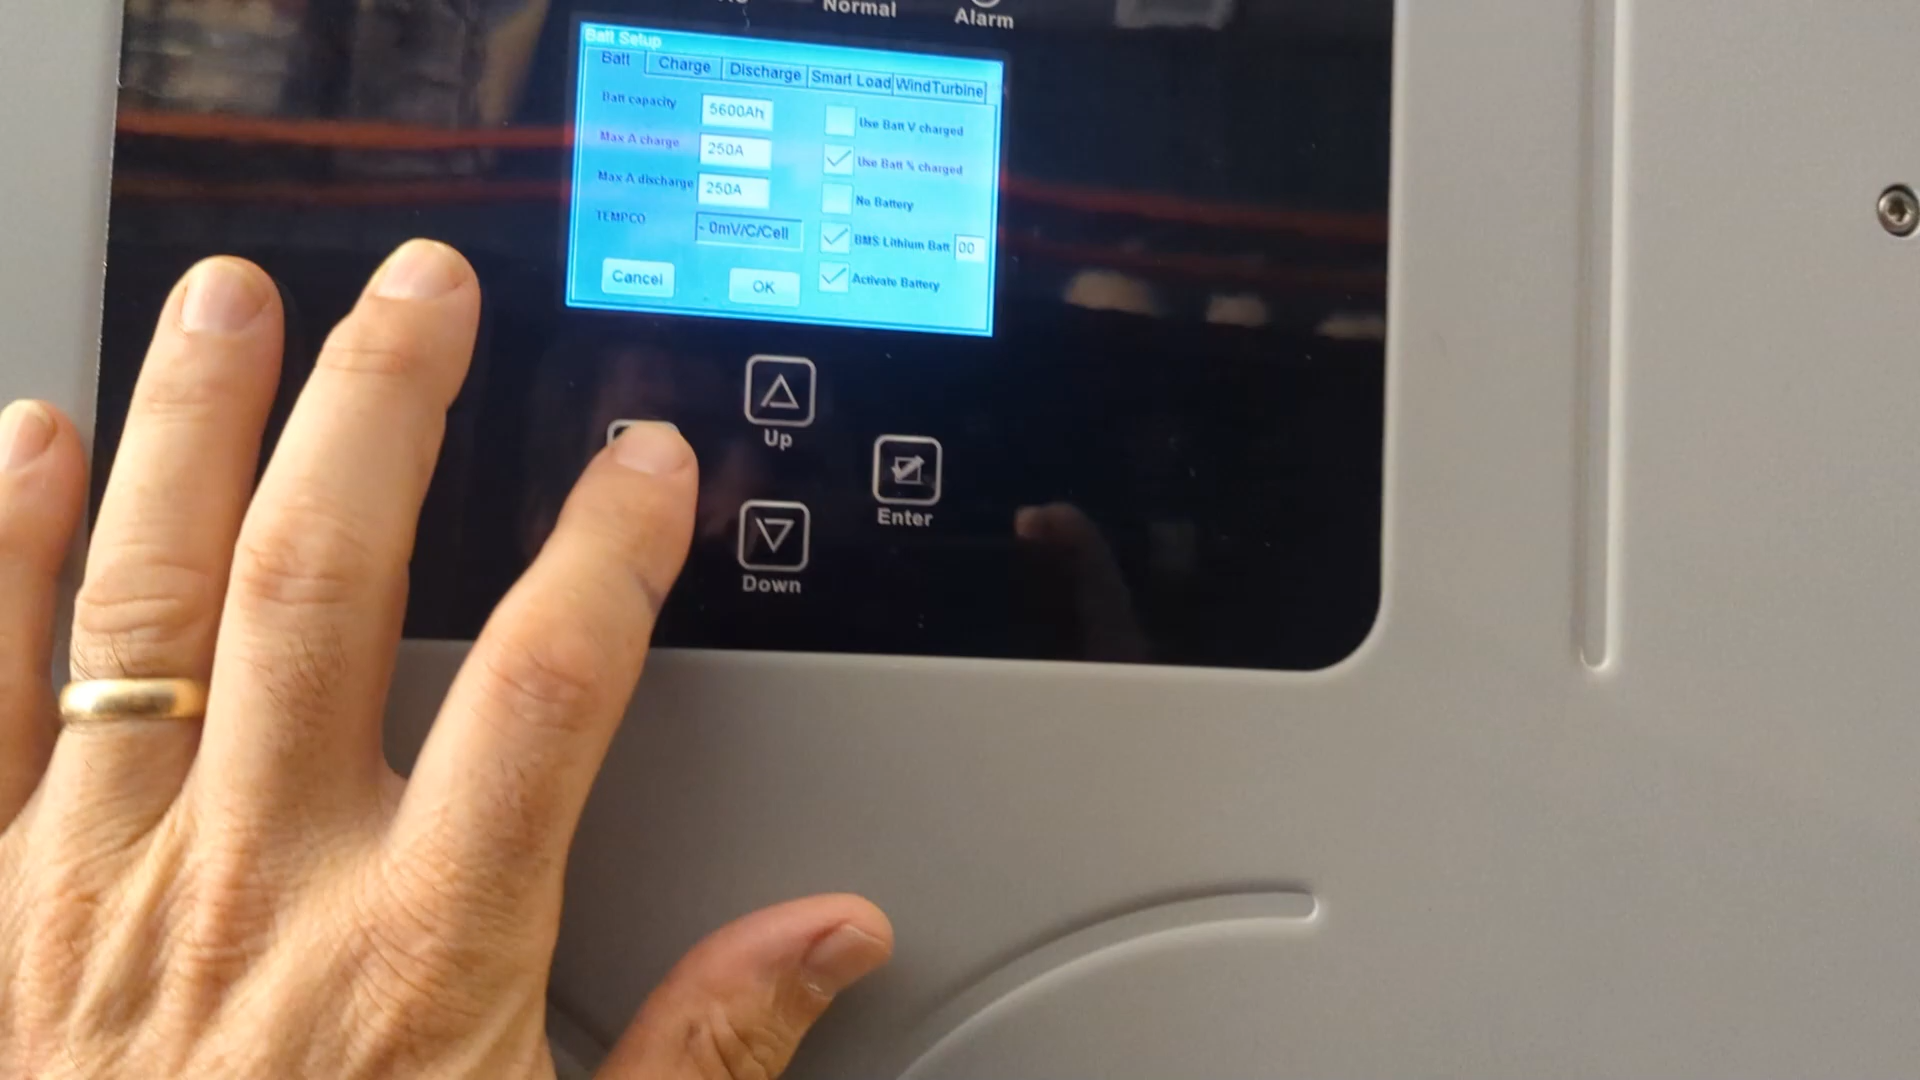 Normal
Alarm
Batt Setup
Batt Charge Discharge Smart Load WindTurbine
Batt capacity 5600Ah
Max A charge 250A
Max A discharge 250A
TEMPCO - 0mV/C/Cell
Use Batt V charged
Use Batt % charged
No Battery
BMS Lithium Batt 00
Activate Battery
Cancel OK
Up
Enter
Down